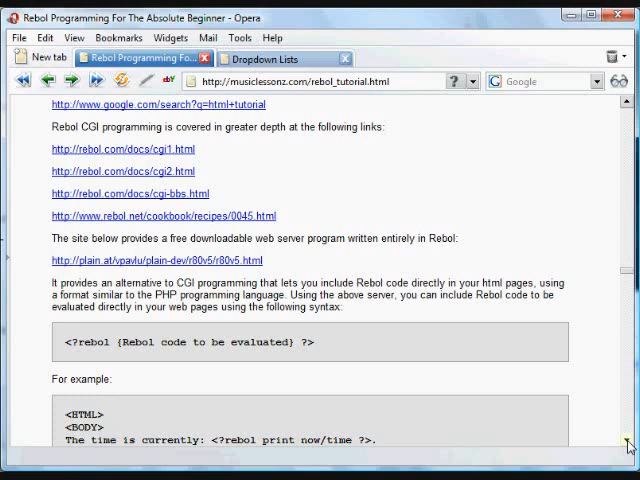 Rebol Programming For The Absolute Beginner - Opera
File Edit View Bookmarks Widgets Mail Tools Help
New tab Rebol Programming Fo... Dropdown Lists
http://musiclessonz.com/rebol_tutorial.html ? Google
http://www.google.com/search?q=html+tutorial
Rebol CGI programming is covered in greater depth at the following links:
http://rebol.com/docs/cgi1.html
http://rebol.com/docs/cgi2.html
http://rebol.com/docs/cgi-bbs.html
http://www.rebol.net/cookbook/recipes/0045.html
The site below provides a free downloadable web server program written entirely in Rebol:
http://plain.at/vpavlu/plain-dev/r80v5/r80v5.html
It provides an alternative to CGI programming that lets you include Rebol code directly in your html pages, using
a format similar to the PHP programming language. Using the above server, you can include Rebol code to be
evaluated directly in your web pages using the following syntax:
<?rebol {Rebol code to be evaluated} ?>
For example:
<HTML>
<BODY>
The time is currently: <?rebol print now/time ?>.